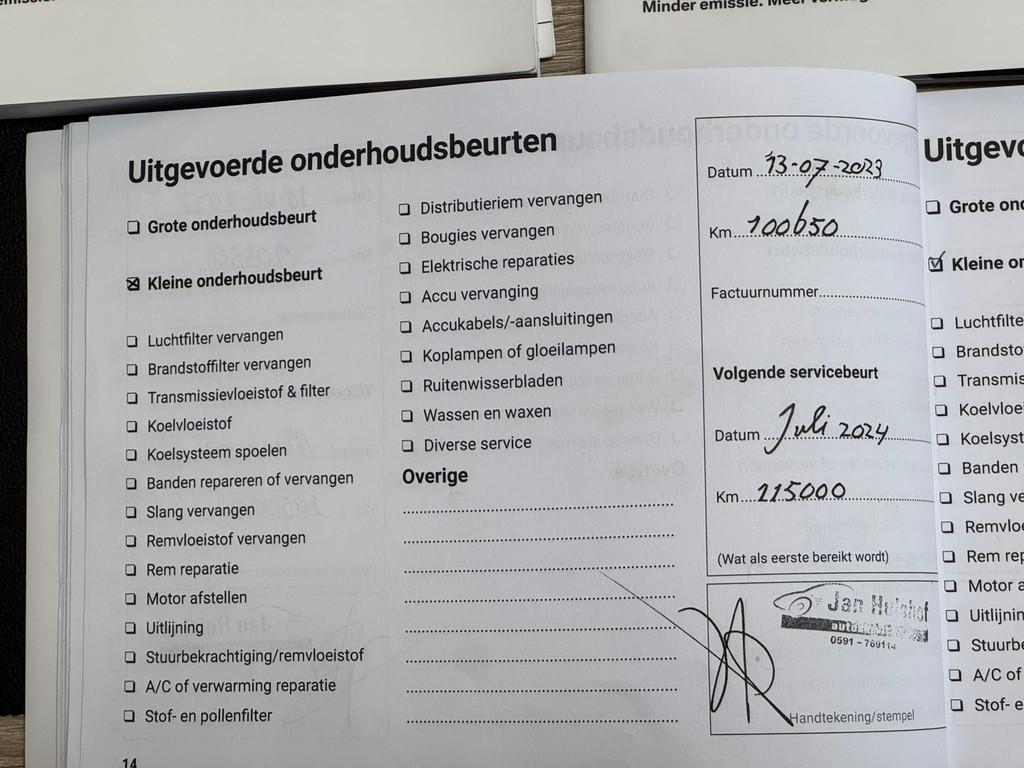 Minder emissie. Meer
Uitgevoerde onderhoudsbeurten
Grote onderhoudsbeurt
Kleine onderhoudsbeurt
Luchtfilter vervangen
Brandstoffilter vervangen
Transmissievloeistof & filter
Koelvloeistof
Koelsysteem spoelen
Banden repareren of vervangen
Slang vervangen
Remvloeistof vervangen
Rem reparatie
Motor afstellen
Uitlijning
Stuurbekrachtiging/remvloeistof
A/C of verwarming reparatie
Stof- en pollenfilter
14
Distributieriem vervangen
Bougies vervangen
Elektrische reparaties
Accu vervanging
Accukabels/-aansluitingen
Koplampen of gloeilampen
Ruitenwisserbladen
Wassen en waxen
Diverse service
Overige
Datum 13-07-2023
Km 100650
Factuurnummer
Volgende servicebeurt
Datum Juli 2024
Km 115000
(Wat als eerste bereikt wordt)
Jan Hulshof
0591 - 769114
Handtekening/stempel
Uitgevo
Grote on
Kleine on
Luchtfilte
Brandsto
Transmis
Koelvloei
Koelsyst
Banden
Slang ve
Remvloe
Rem rep
Motor a
Uitlijnin
Stuurbe
A/C of
Stof- e